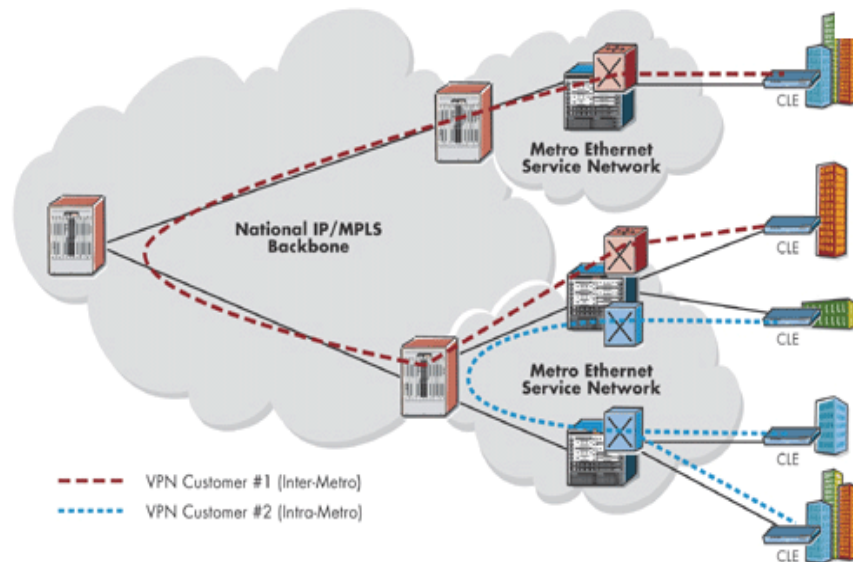 CLE
Metro Ethernet
Service Network
National IP/MPLS
Backbone
CLE
CLE
Metro Ethernet
Service Network
CLE
VPN Customer #1 (Inter-Metro)
VPN Customer #2 (Intra-Metro)
CLE